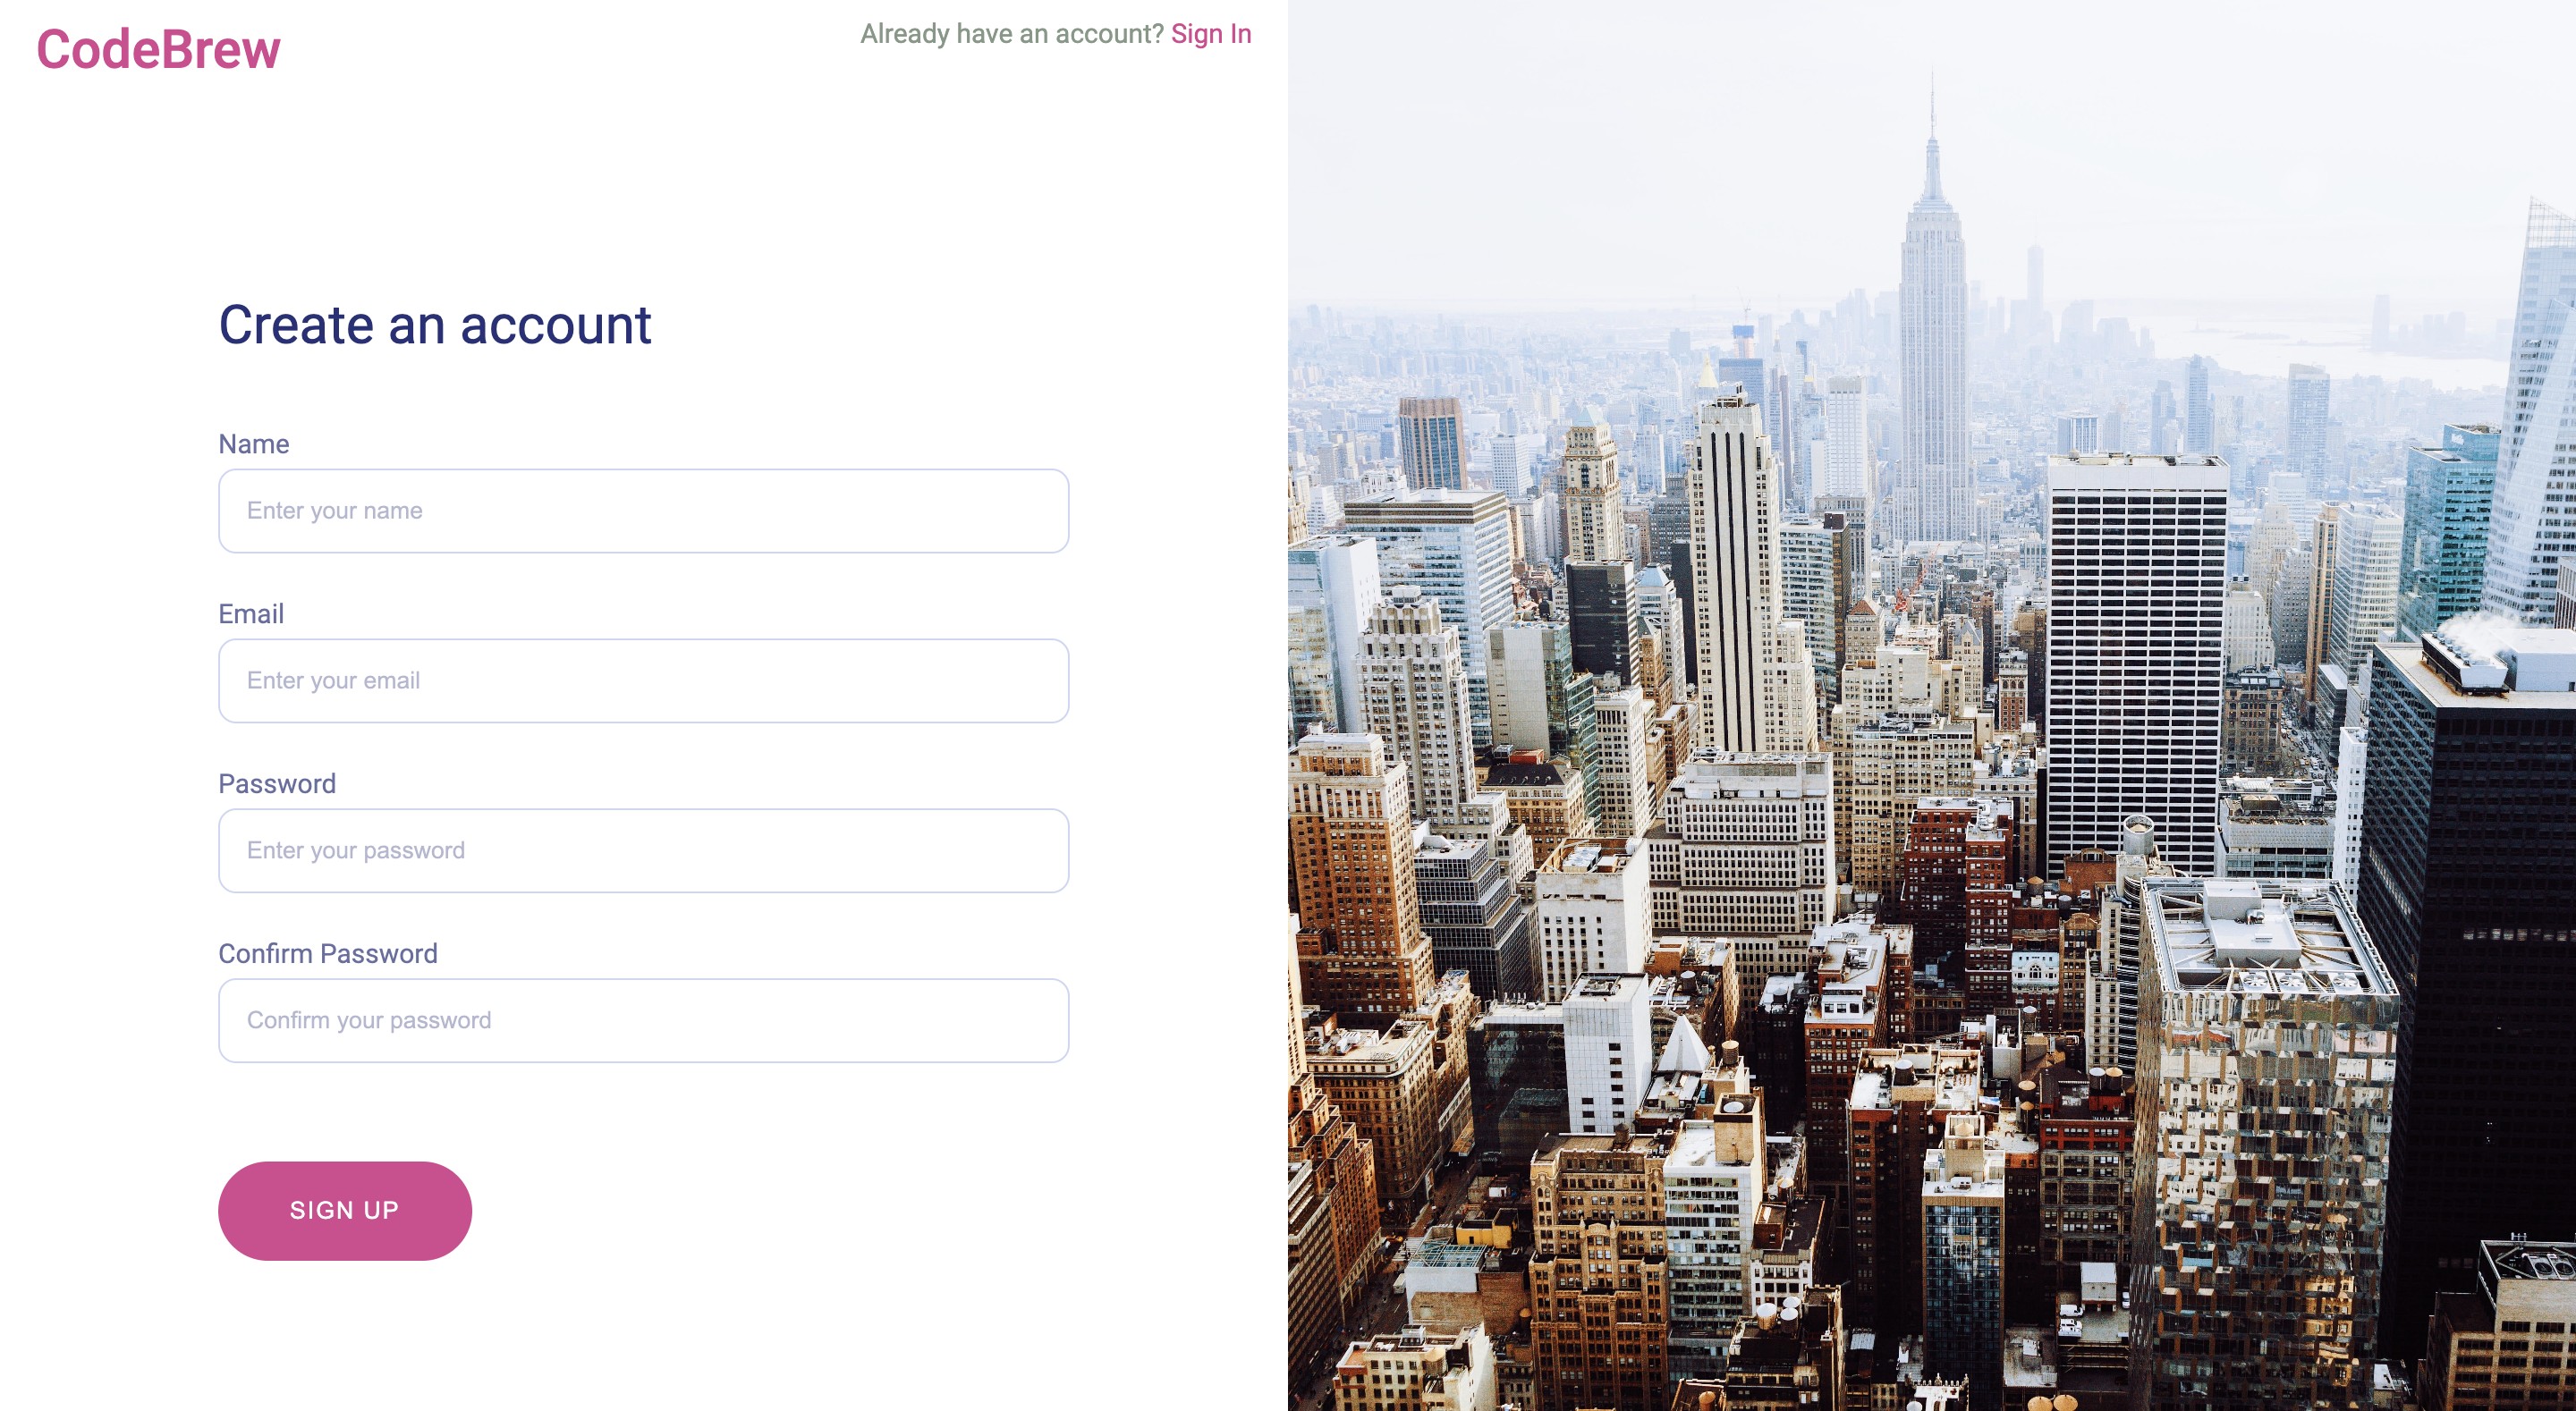 CodeBrew
Already have an account? Sign In
Create an account
Name
Enter your name
Email
Enter your email
Password
Enter your password
Confirm Password
Confirm your password
SIGN UP